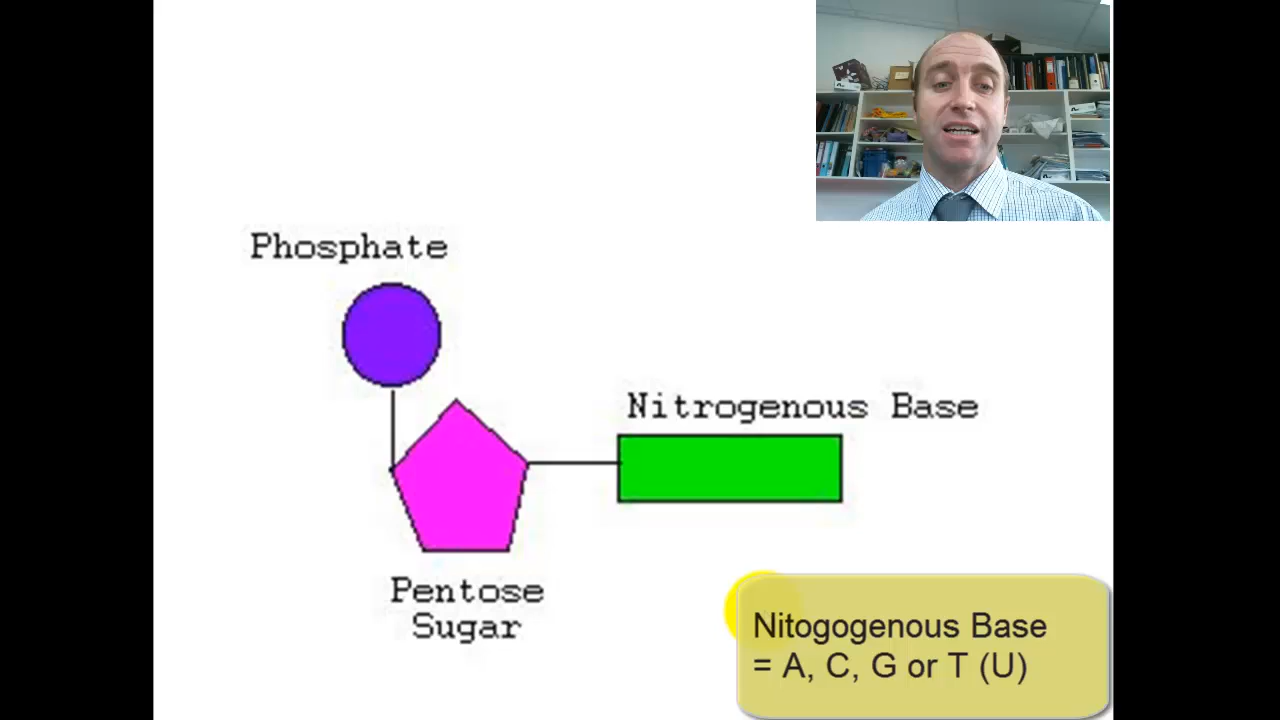 Phosphate
Nitrogenous Base
Pentose
Sugar
Nitogogenous Base
= A, C, G or T (U)